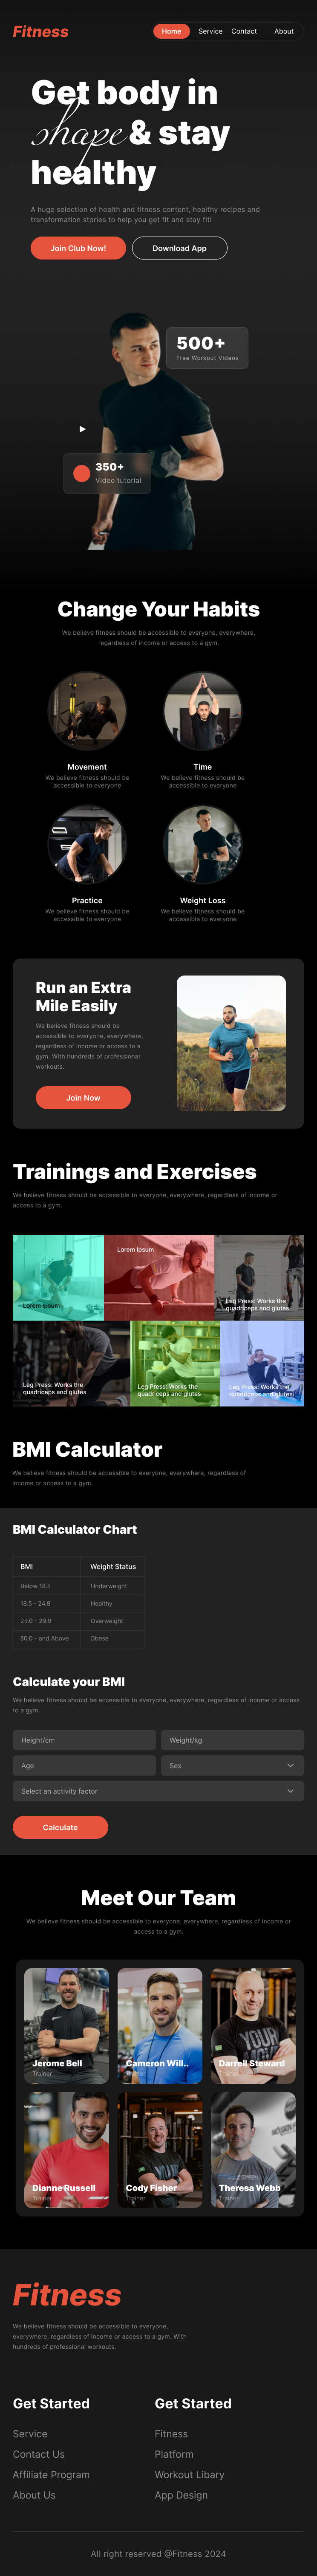 Fitness
Home Service Contact About
Get body in
shape & stay
healthy
A huge selection of health and fitness content, healthy recipes and
transformation stories to help you get fit and stay fit!
Join Club Now! Download App
500+
Free Workout Videos
350+
Video tutorial
Change Your Habits
We believe fitness should be accessible to everyone, everywhere,
regardless of income or access to a gym.
Movement
We believe fitness should be
accessible to everyone
Time
We believe fitness should be
accessible to everyone
Practice
We believe fitness should be
accessible to everyone
Weight Loss
We believe fitness should be
accessible to everyone
Run an Extra
Mile Easily
We believe fitness should be
accessible to everyone, everywhere,
regardless of income or access to a
gym. With hundreds of professional
workouts.
Join Now
Trainings and Exercises
We believe fitness should be accessible to everyone, everywhere, regardless of income or
access to a gym.
Lorem Ipsum
Lorem Ipsum
Leg Press: Works the
quadriceps and glutes
Leg Press: Works the
quadriceps and glutes
Leg Press: Works the
quadriceps and glutes
Leg Press: Works the
quadriceps and glutes
BMI Calculator
We believe fitness should be accessible to everyone, everywhere, regardless of
income or access to a gym.
BMI Calculator Chart
BMI Weight Status
Below 18.5 Underweight
18.5 - 24.9 Healthy
25.0 - 29.9 Overweight
30.0 - and Above Obese
Calculate your BMI
We believe fitness should be accessible to everyone, everywhere, regardless of income or access
to a gym.
Height/cm Weight/kg
Age Sex
Select an activity factor
Calculate
Meet Our Team
We believe fitness should be accessible to everyone, everywhere, regardless of income or
access to a gym.
Jerome Bell
Trainer
Cameron Will..
Darrell Steward
Trainer
YOUR
Dianne Russell
Trainer
Cody Fisher
Trainer
Theresa Webb
Trainer
Fitness
We believe fitness should be accessible to everyone,
everywhere, regardless of income or access to a gym. With
hundreds of professional workouts.
Get Started
Service
Contact Us
Affiliate Program
About Us
Get Started
Fitness
Platform
Workout Libary
App Design
All right reserved @Fitness 2024